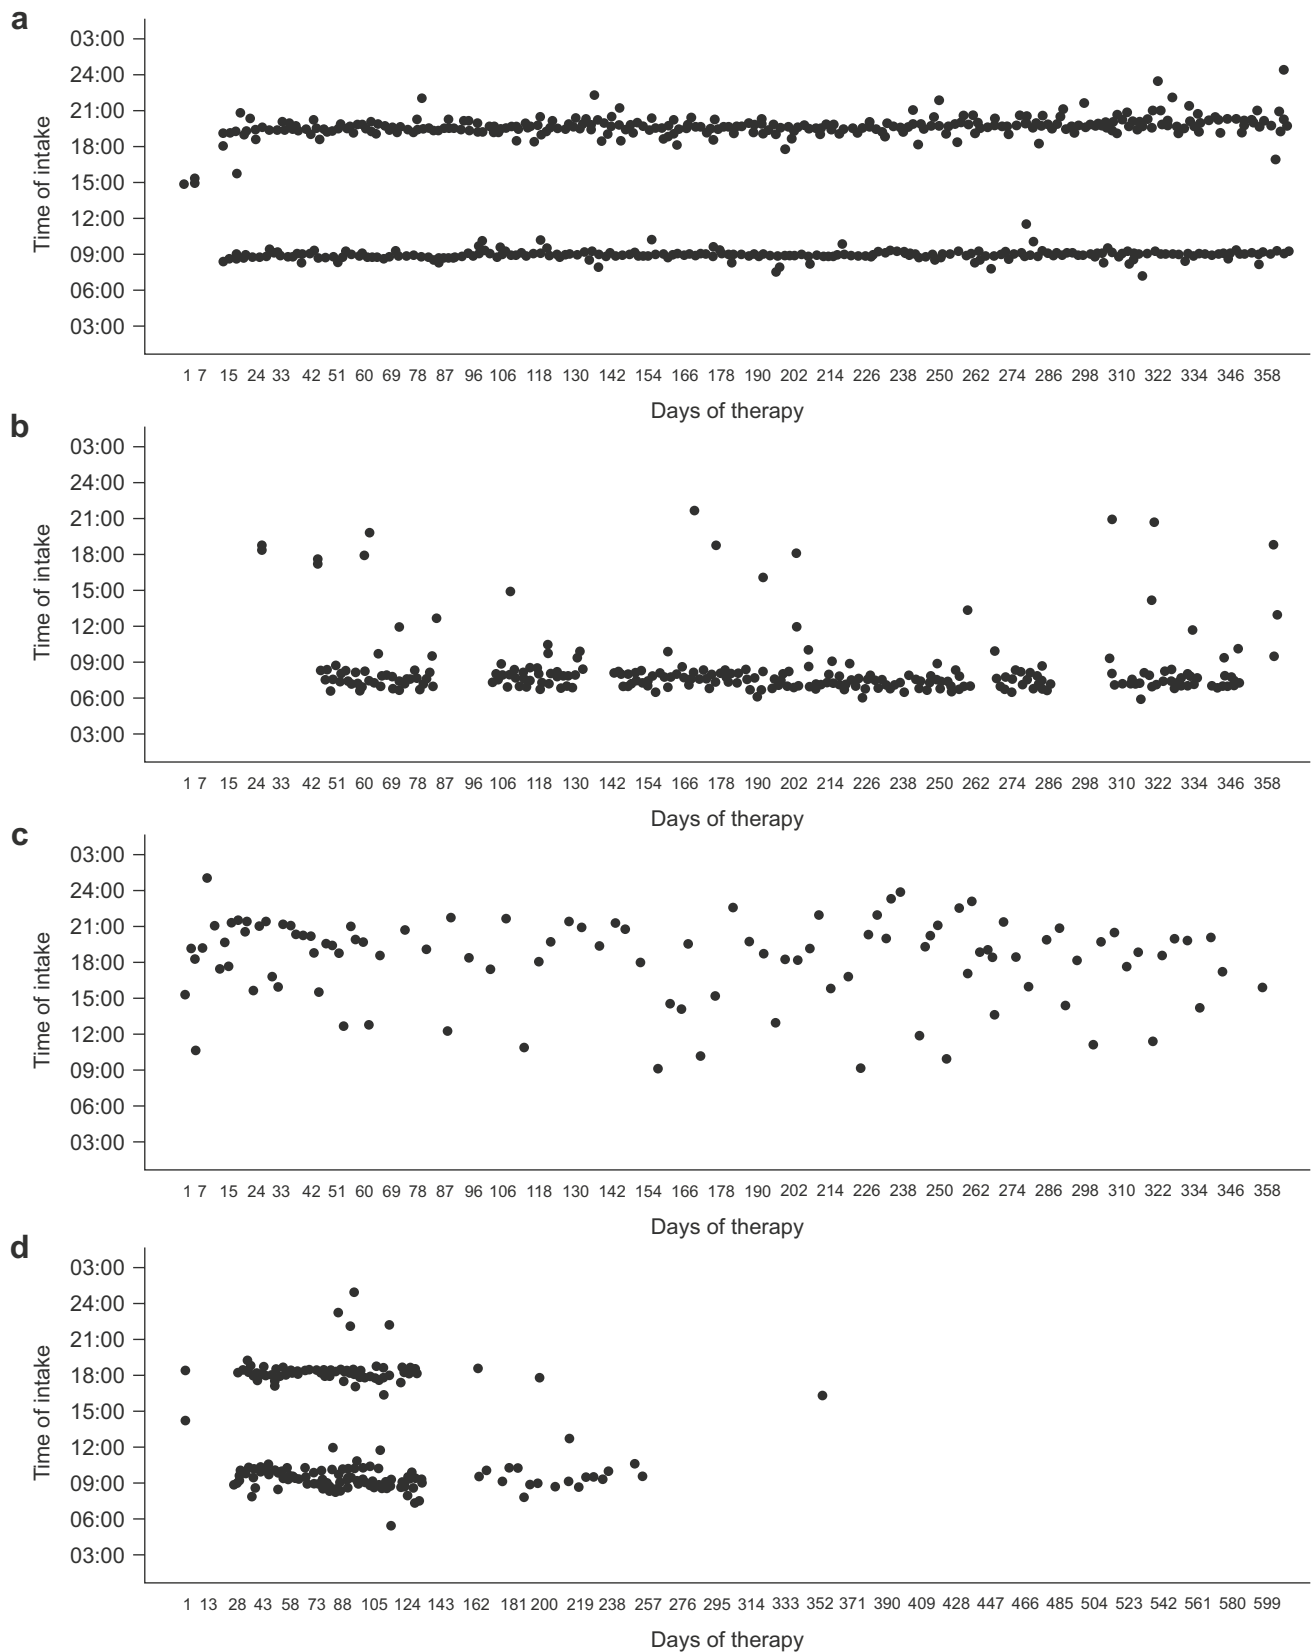 a
03:00
24:00
21:00
18:00
15:00
12:00
09:00
06:00
03:00
Time of intake
1 7 15 24 33 42 51 60 69 78 87 96 106 118 130 142 154 166 178 190 202 214 226 238 250 262 274 286 298 310 322 334 346 358
Days of therapy
b
03:00
24:00
21:00
18:00
15:00
12:00
09:00
06:00
03:00
Time of intake
1 7 15 24 33 42 51 60 69 78 87 96 106 118 130 142 154 166 178 190 202 214 226 238 250 262 274 286 298 310 322 334 346 358
Days of therapy
c
03:00
24:00
21:00
18:00
15:00
12:00
09:00
06:00
03:00
Time of intake
1 7 15 24 33 42 51 60 69 78 87 96 106 118 130 142 154 166 178 190 202 214 226 238 250 262 274 286 298 310 322 334 346 358
Days of therapy
d
03:00
24:00
21:00
18:00
15:00
12:00
09:00
06:00
03:00
Time of intake
1 13 28 43 58 73 88 105 124 143 162 181 200 219 238 257 276 295 314 333 352 371 390 409 428 447 466 485 504 523 542 561 580 599
Days of therapy